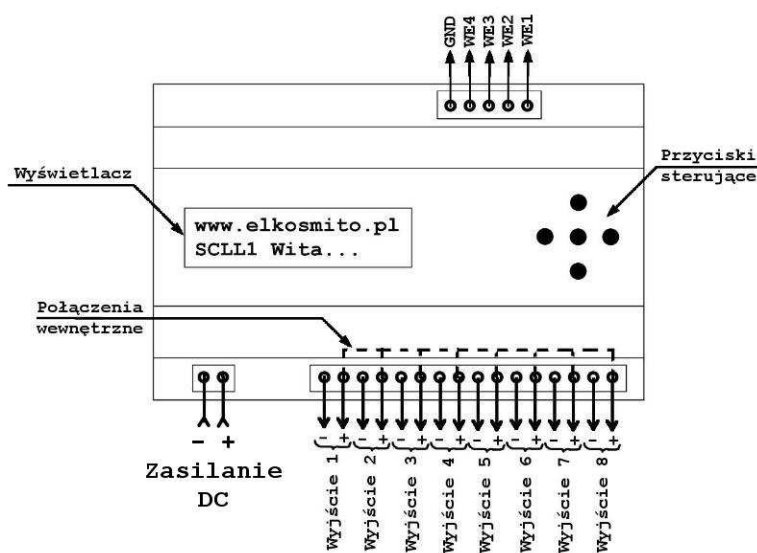 GND
WE4
WE3
WE2
WE1
Wyświetlacz
Przyciski
sterujące
www.elkosmito.pl
SCLL1 Wita...
Połączenia
wewnętrzne
- +
Zasilanie
DC
- + - + - + - + - + - + - + - +
Wyjście 1
Wyjście 2
Wyjście 3
Wyjście 4
Wyjście 5
Wyjście 6
Wyjście 7
Wyjście 8